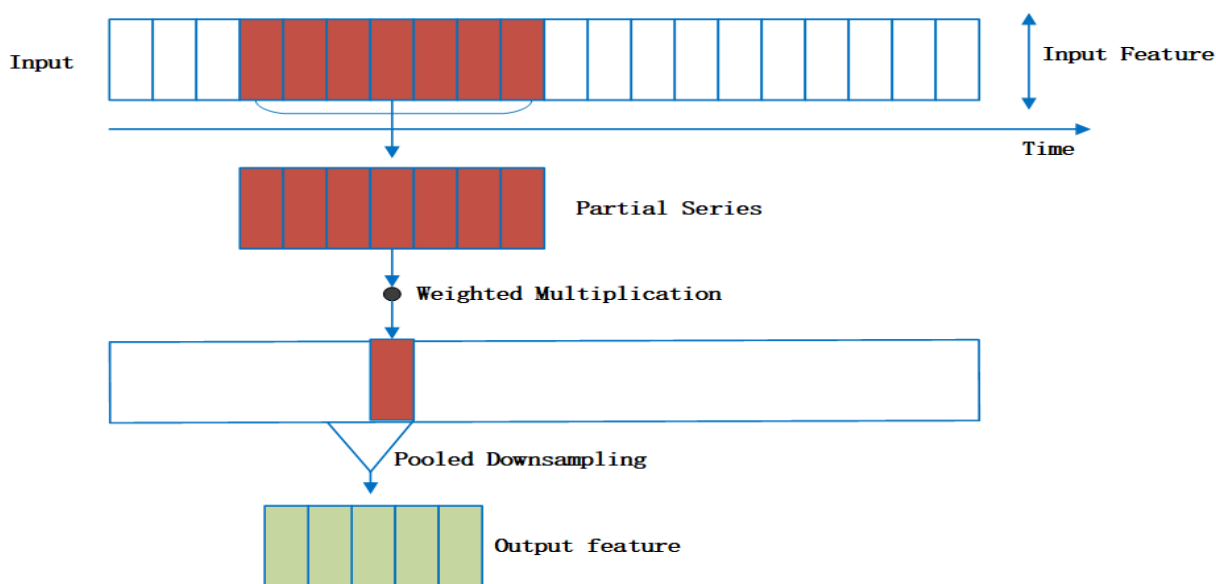 Input
Input Feature
Time
Partial Series
Weighted Multiplication
Pooled Downsampling
Output feature